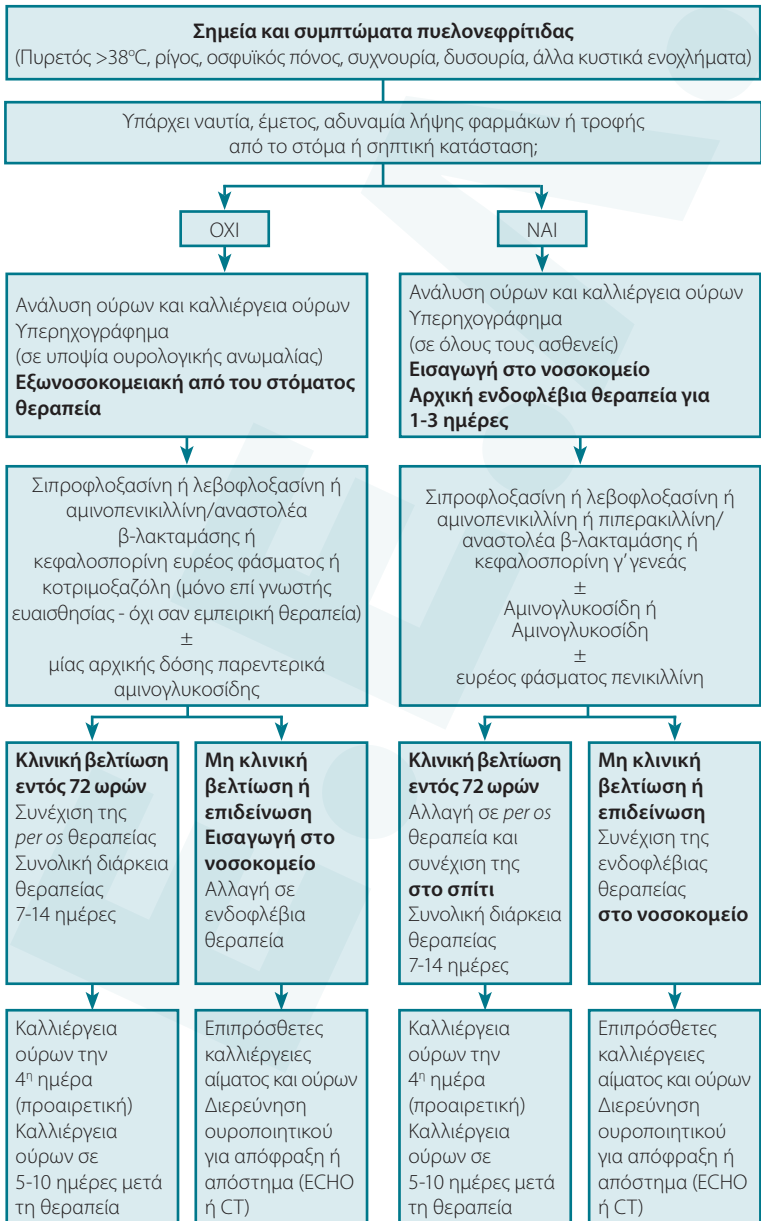 Σημεία και συμπτώματα πυελονεφρίτιδας
(Πυρετός >38°C, ρίγος, οσφυϊκός πόνος, συχνουρία, δυσουρία, άλλα κυστικά ενοχλήματα)
Υπάρχει ναυτία, έμετος, αδυναμία λήψης φαρμάκων ή τροφής
από το στόμα ή σηπτική κατάσταση;
ΟΧΙ
ΝΑΙ
Ανάλυση ούρων και καλλιέργεια ούρων
Υπερηχογράφημα
(σε υποψία ουρολογικής ανωμαλίας)
Εξωνοσοκομειακή από του στόματος
θεραπεία
Ανάλυση ούρων και καλλιέργεια ούρων
Υπερηχογράφημα
(σε όλους τους ασθενείς)
Εισαγωγή στο νοσοκομείο
Αρχική ενδοφλέβια θεραπεία για
1-3 ημέρες
Σιπροφλοξασίνη ή λεβοφλοξασίνη ή
αμινοπενικιλλίνη/αναστολέα
β-λακταμάσης ή
κεφαλοσπορίνη ευρέος φάσματος ή
κοτριμοξαζόλη (μόνο επί γνωστής
ευαισθησίας - όχι σαν εμπειρική θεραπεία)
±
μίας αρχικής δόσης παρεντερικά
αμινογλυκοσίδης
Σιπροφλοξασίνη ή λεβοφλοξασίνη ή
αμινοπενικιλλίνη ή πιπερακιλλίνη/
αναστολέα β-λακταμάσης ή
κεφαλοσπορίνη γ' γενεάς
±
Αμινογλυκοσίδη ή
Αμινογλυκοσίδη
±
ευρέος φάσματος πενικιλλίνη
Κλινική βελτίωση
εντός 72 ωρών
Συνέχιση της
per os θεραπείας
Συνολική διάρκεια
θεραπείας
7-14 ημέρες
Μη κλινική
βελτίωση ή
επιδείνωση
Εισαγωγή στο
νοσοκομείο
Αλλαγή σε
ενδοφλέβια
θεραπεία
Κλινική βελτίωση
εντός 72 ωρών
Αλλαγή σε per os
θεραπεία και
συνέχιση της
στο σπίτι
Συνολική διάρκεια
θεραπείας
7-14 ημέρες
Μη κλινική
βελτίωση ή
επιδείνωση
Συνέχιση της
ενδοφλέβιας
θεραπείας
στο νοσοκομείο
Καλλιέργεια
ούρων την
4η ημέρα
(προαιρετική)
Καλλιέργεια
ούρων σε
5-10 ημέρες μετά
τη θεραπεία
Επιπρόσθετες
καλλιέργειες
αίματος και ούρων
Διερεύνηση
ουροποιητικού
για απόφραξη ή
απόστημα (ECHO
ή CT)
Καλλιέργεια
ούρων την
4η ημέρα
(προαιρετική)
Καλλιέργεια
ούρων σε
5-10 ημέρες μετά
τη θεραπεία
Επιπρόσθετες
καλλιέργειες
αίματος και ούρων
Διερεύνηση
ουροποιητικού
για απόφραξη ή
απόστημα (ECHO
ή CT)